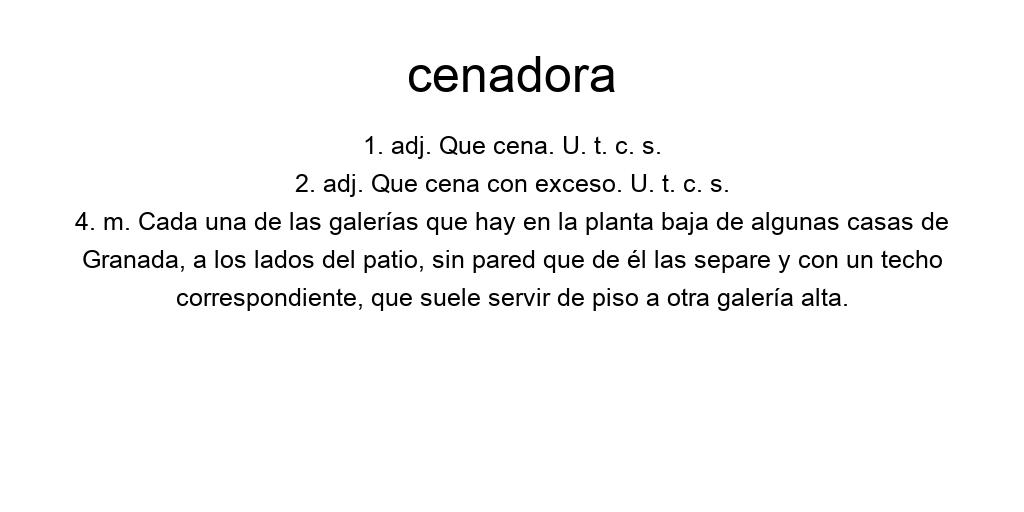 cenadora
1. adj. Que cena. U. t. c. s.
2. adj. Que cena con exceso. U. t. c. s.
4. m. Cada una de las galerías que hay en la planta baja de algunas casas de
Granada, a los lados del patio, sin pared que de él las separe y con un techo
correspondiente, que suele servir de piso a otra galería alta.